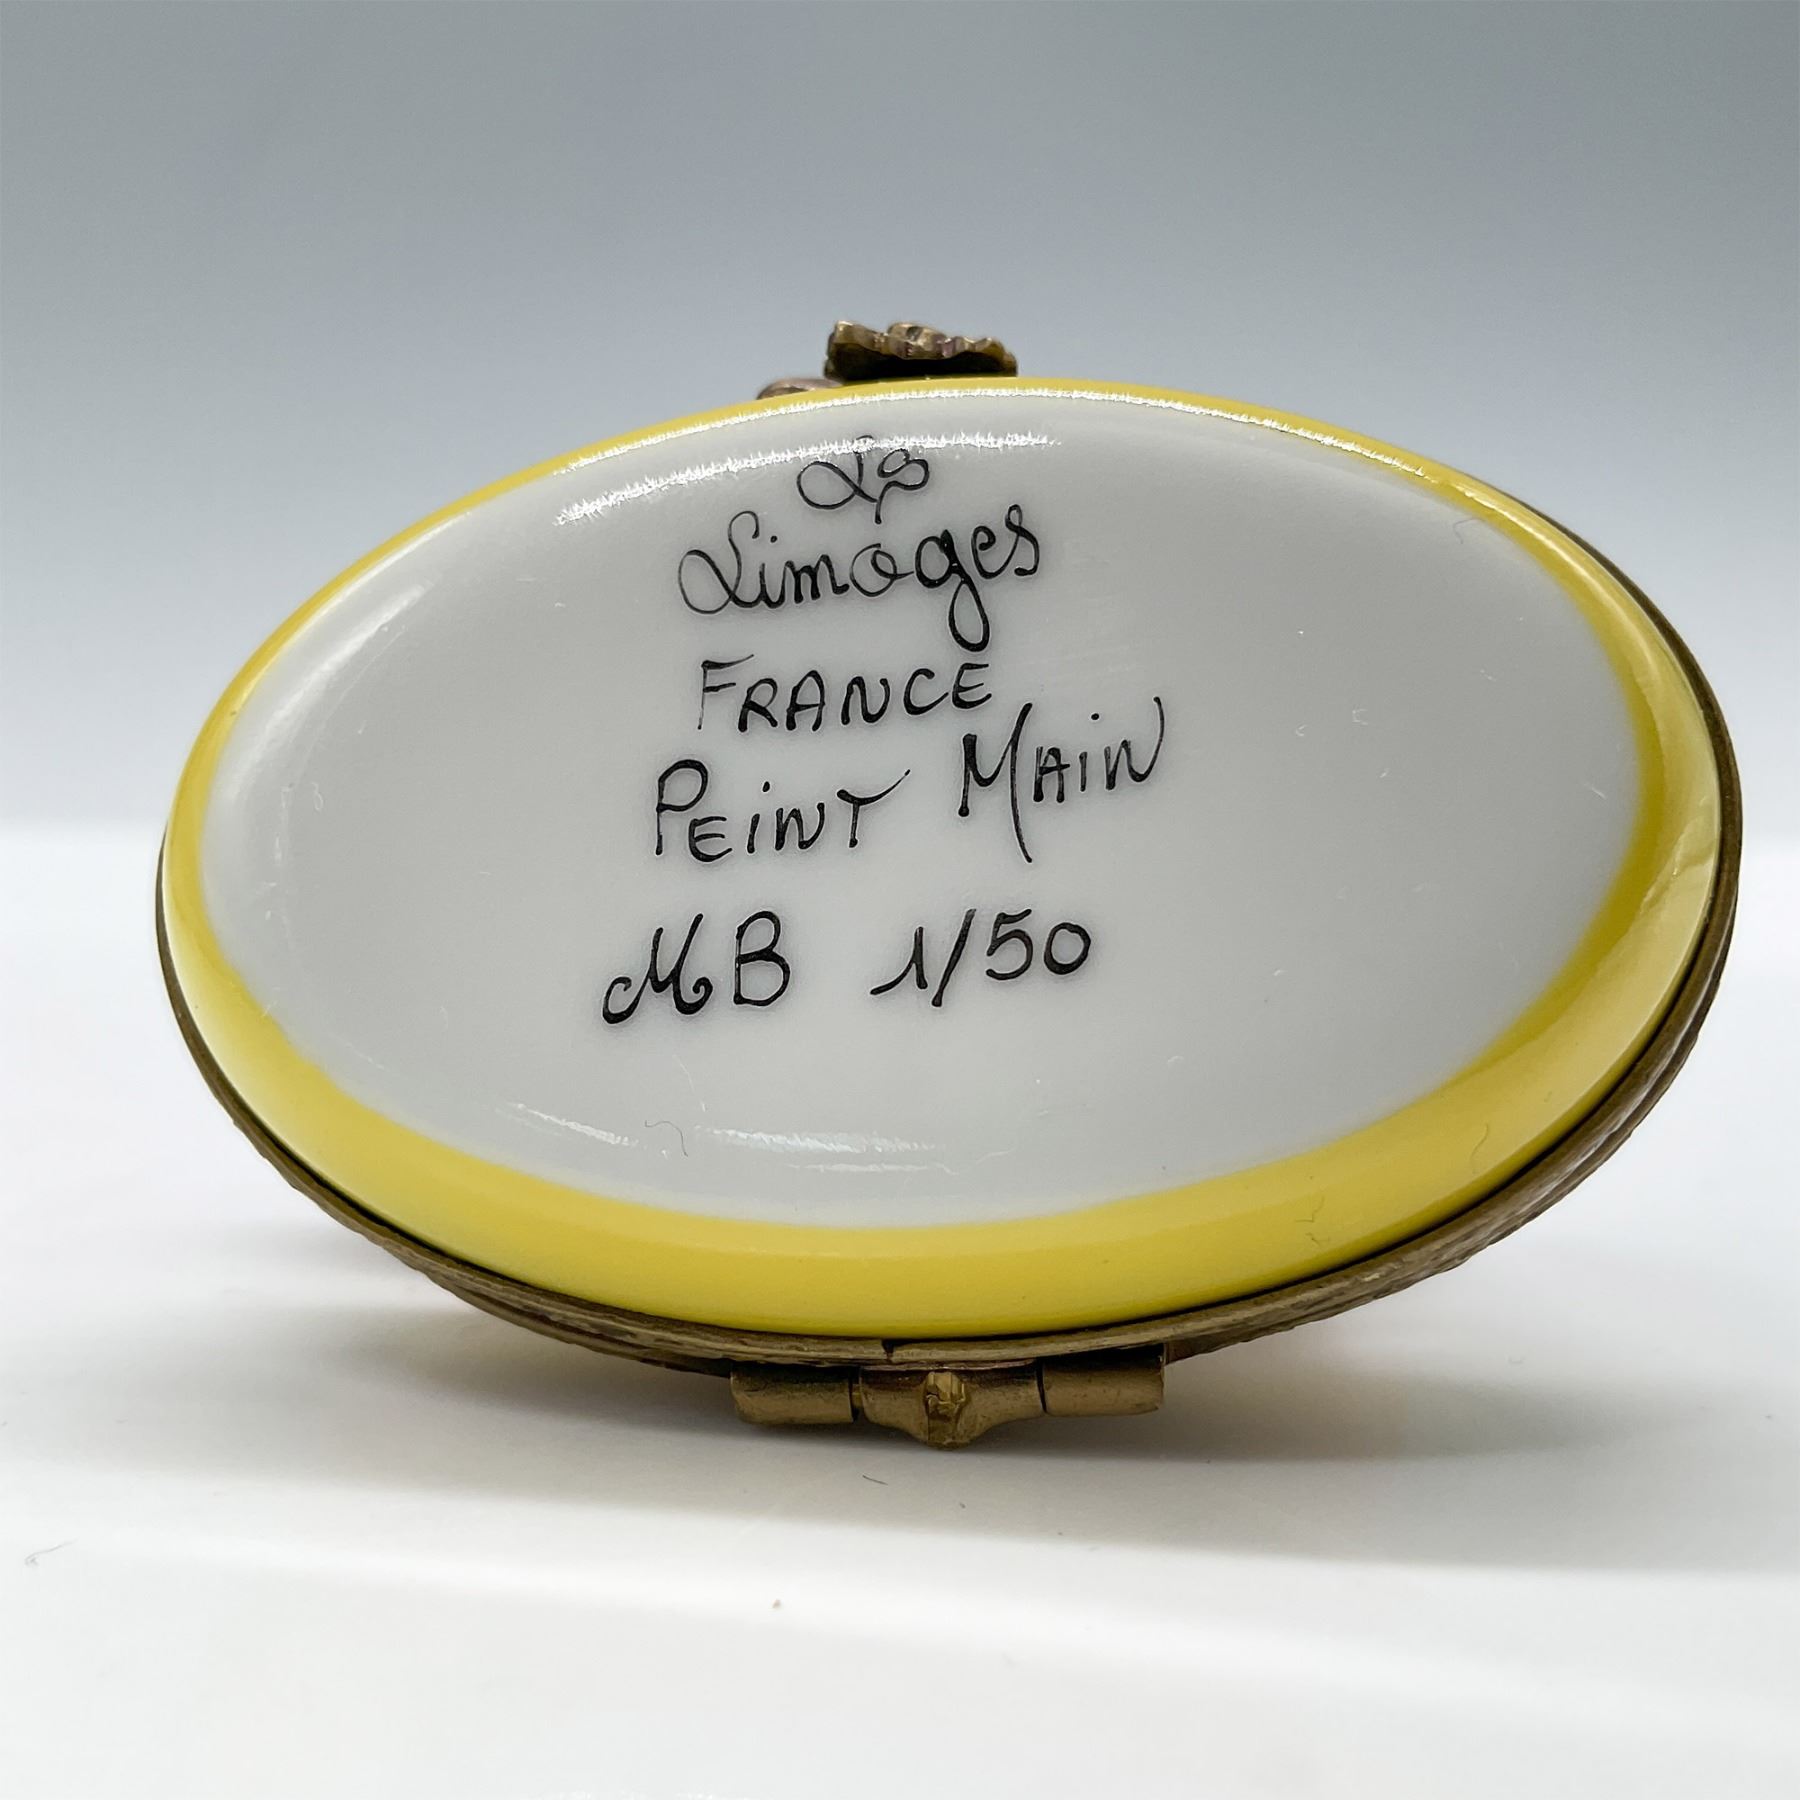 Limoges
FRANCE
PEINT MAIN
MB 1/50